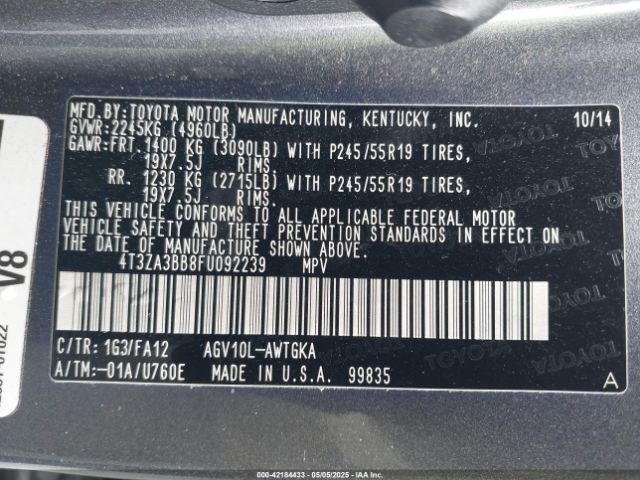 MFD.BY:TOYOTA MOTOR MANUFACTURING, KENTUCKY, INC. 10/14
GVWR:2245KG (4960LB)
GAWR:FRT. 1400 KG (3090LB) WITH P245/55R19 TIRES,
19X7.5J RIMS.
RR. 1230 KG (2715LB) WITH P245/55R19 TIRES,
19X7.5J RIMS.
THIS VEHICLE CONFORMS TO ALL APPLICABLE FEDERAL MOTOR
VEHICLE SAFETY AND THEFT PREVENTION STANDARDS IN EFFECT ON
THE DATE OF MANUFACTURE SHOWN ABOVE.
4T3ZA3BB8FU092239 MPV
C/TR: 1G3/FA12 AGV10L-AWTGKA
A/TM:-01A/U760E MADE IN U.S.A. 99835
A
V8
000-42184433 - 05/05/2025 - IAA Inc.